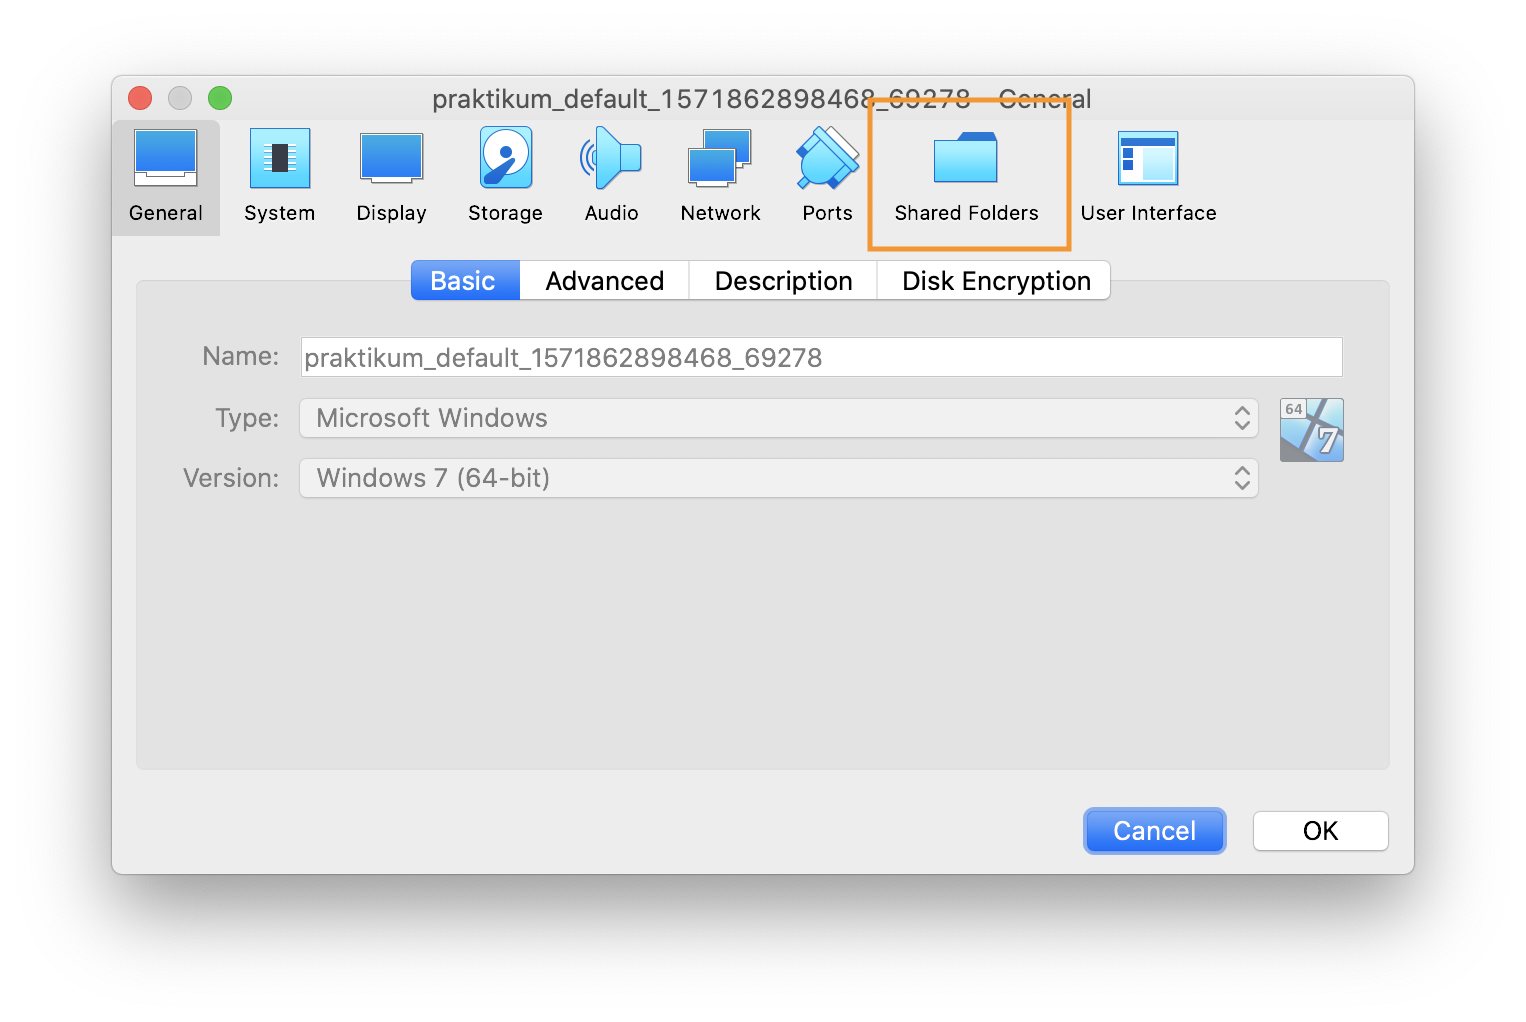 praktikum_default_1571862898468_69278 – General
General System Display Storage Audio Network Ports Shared Folders User Interface
Basic Advanced Description Disk Encryption
Name: praktikum_default_1571862898468_69278
Type: Microsoft Windows
64
7
Version: Windows 7 (64-bit)
Cancel OK